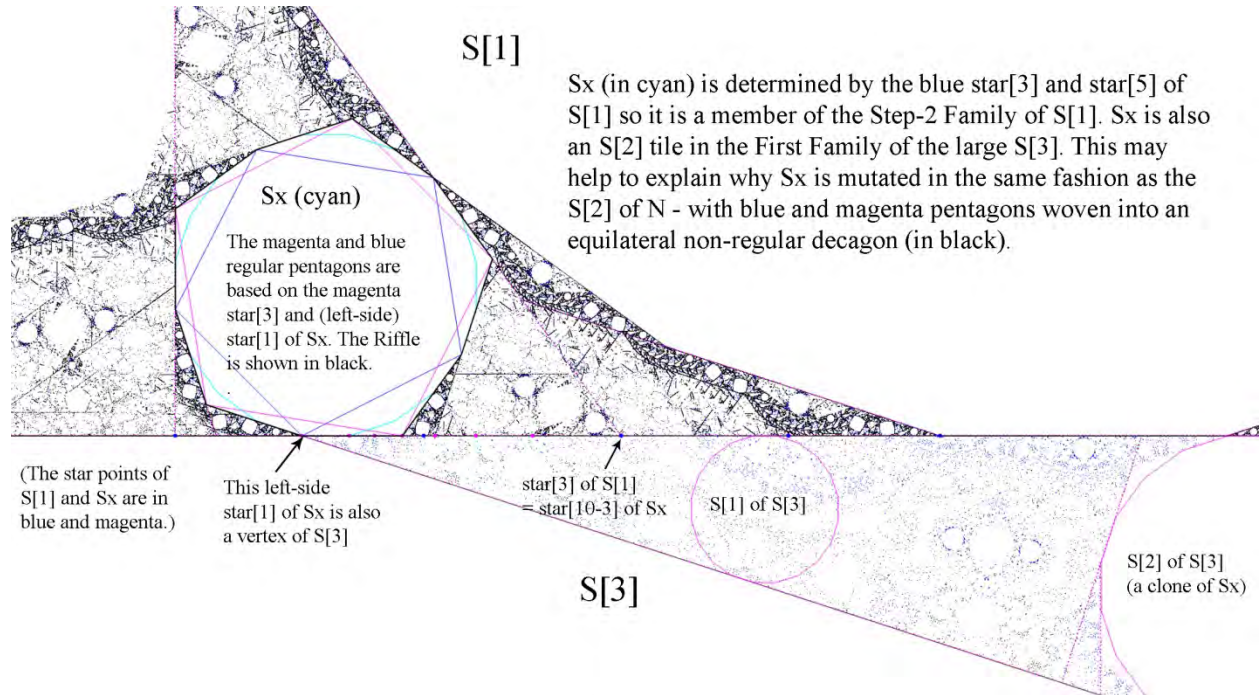 S[1]
Sx (in cyan) is determined by the blue star[3] and star[5] of
S[1] so it is a member of the Step-2 Family of S[1]. Sx is also
an S[2] tile in the First Family of the large S[3]. This may
help to explain why Sx is mutated in the same fashion as the
S[2] of N - with blue and magenta pentagons woven into an
equilateral non-regular decagon (in black).
Sx (cyan)
The magenta and blue
regular pentagons are
based on the magenta
star[3] and (left-side)
star[1] of Sx. The Riffle
is shown in black.
.
(The star points of
S[1] and Sx are in
blue and magenta.)
This left-side
star[1] of Sx is also
a vertex of S[3]
star[3] of S[1]
= star[10-3] of Sx
S[1] of S[3]
S[3]
S[2] of S[3]
(a clone of Sx)